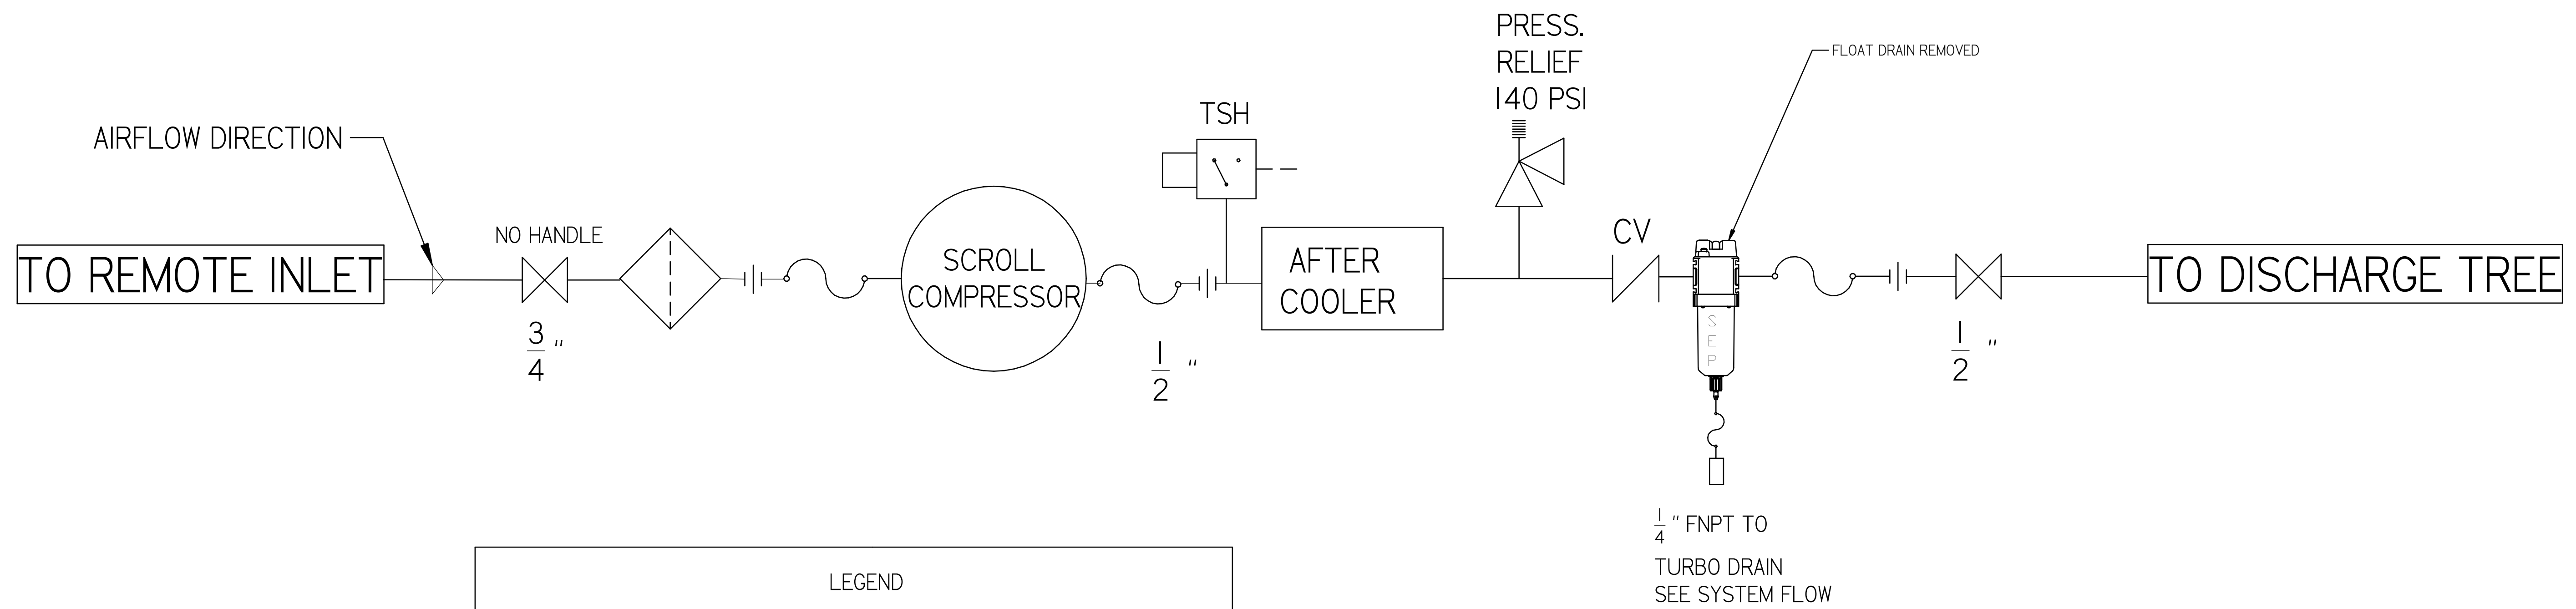 PRESS.
RELIEF
140 PSI
FLOAT DRAIN REMOVED
TSH
AIRFLOW DIRECTION
NO HANDLE
CV
TO REMOTE INLET
SCROLL
COMPRESSOR
AFTER
COOLER
TO DISCHARGE TREE
S
E
P
3/4 "
1/2 "
1/2 "
1/4 " FNPT TO
TURBO DRAIN
SEE SYSTEM FLOW
LEGEND